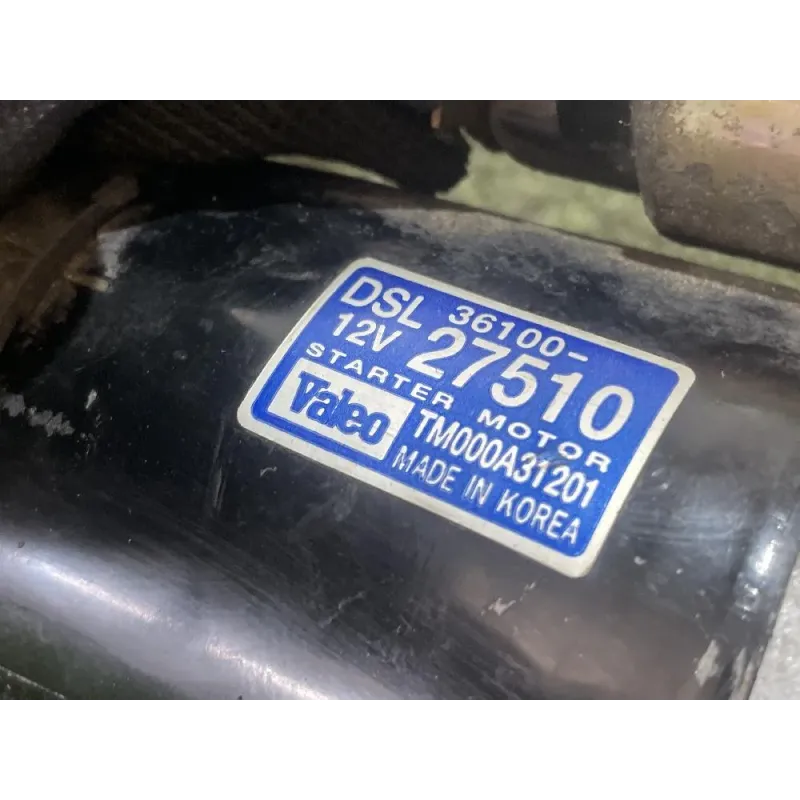 DSL 36100-
12V 27510
STARTER MOTOR
Valeo TM000A31201
MADE IN KOREA